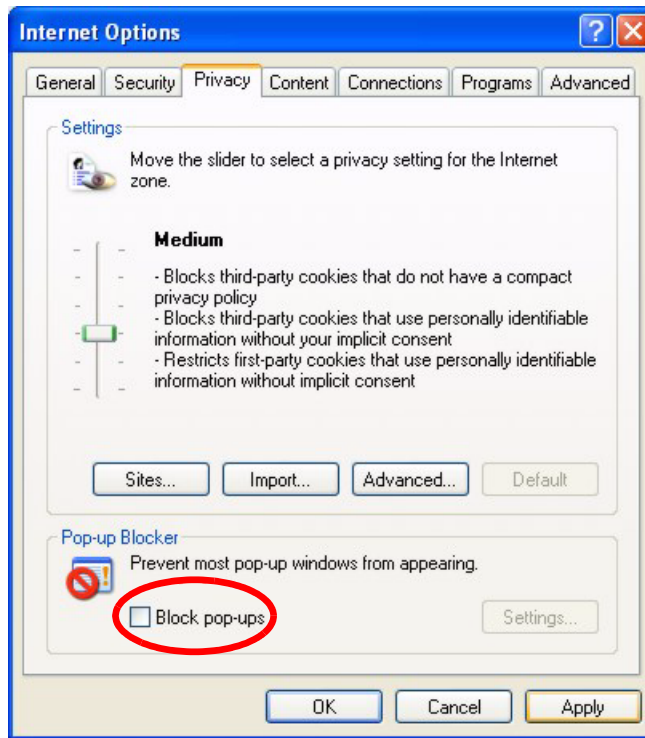 Internet Options
General Security Privacy Content Connections Programs Advanced
Settings
Move the slider to select a privacy setting for the Internet
zone.
Medium
- Blocks third-party cookies that do not have a compact
privacy policy
- Blocks third-party cookies that use personally identifiable
information without your implicit consent
- Restricts first-party cookies that use personally identifiable
information without implicit consent
Sites... Import... Advanced... Default
Pop-up Blocker
Prevent most pop-up windows from appearing.
Block pop-ups Settings...
OK Cancel Apply